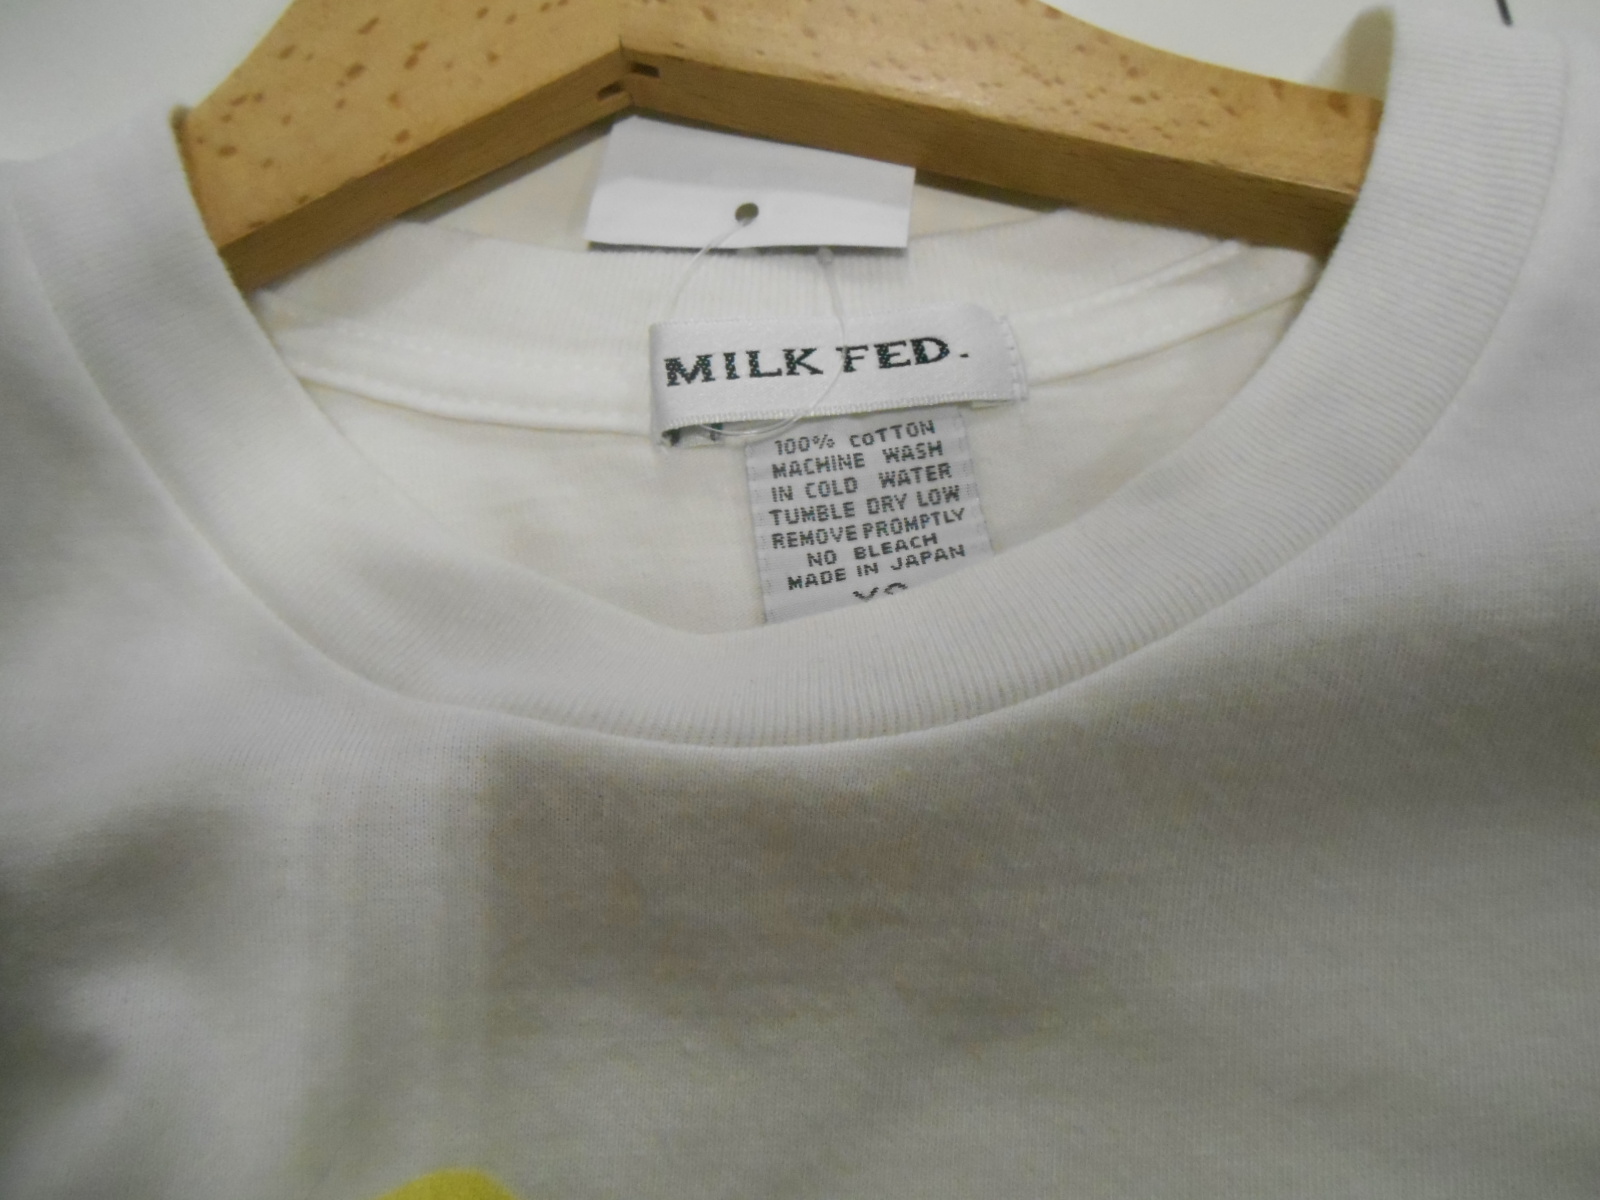 MILK FED.
100% COTTON
MACHINE WASH
IN COLD WATER
TUMBLE DRY LOW
REMOVE PROMPTLY
NO BLEACH
MADE IN JAPAN